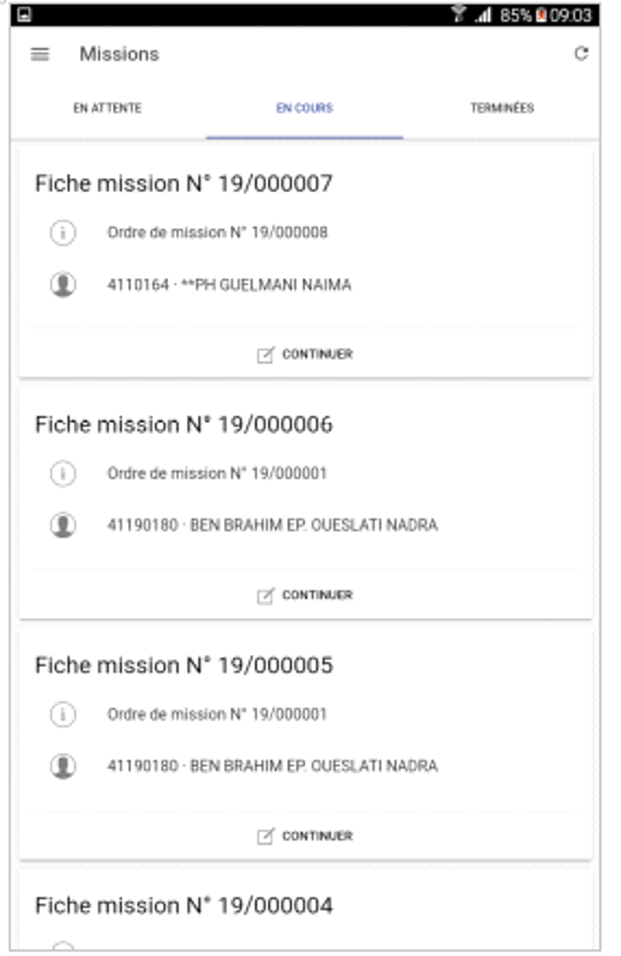 85% 09:03
Missions
EN ATTENTE EN COURS TERMINÉES
Fiche mission N° 19/000007
Ordre de mission N° 19/000008
4110164 · **PH GUELMANI NAIMA
CONTINUER
Fiche mission N° 19/000006
Ordre de mission N° 19/000001
41190180 · BEN BRAHIM EP. OUESLATI NADRA
CONTINUER
Fiche mission N° 19/000005
Ordre de mission N° 19/000001
41190180 · BEN BRAHIM EP. OUESLATI NADRA
CONTINUER
Fiche mission N° 19/000004